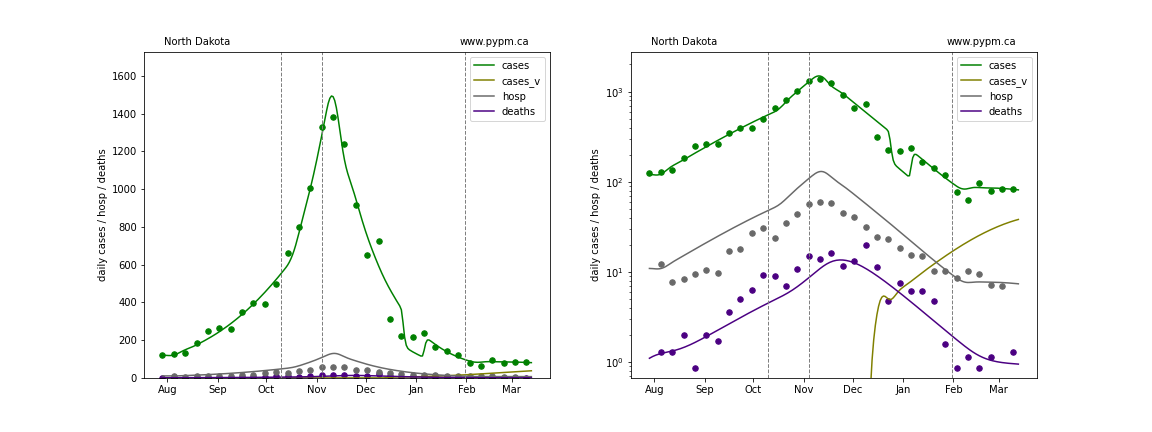 North Dakota www.pypm.ca
cases
cases_v
hosp
deaths
daily cases / hosp / deaths
1600
1400
1200
1000
800
600
400
200
0
Aug Sep Oct Nov Dec Jan Feb Mar
North Dakota www.pypm.ca
cases
cases_v
hosp
deaths
daily cases / hosp / deaths
10³
10²
10¹
10⁰
Aug Sep Oct Nov Dec Jan Feb Mar